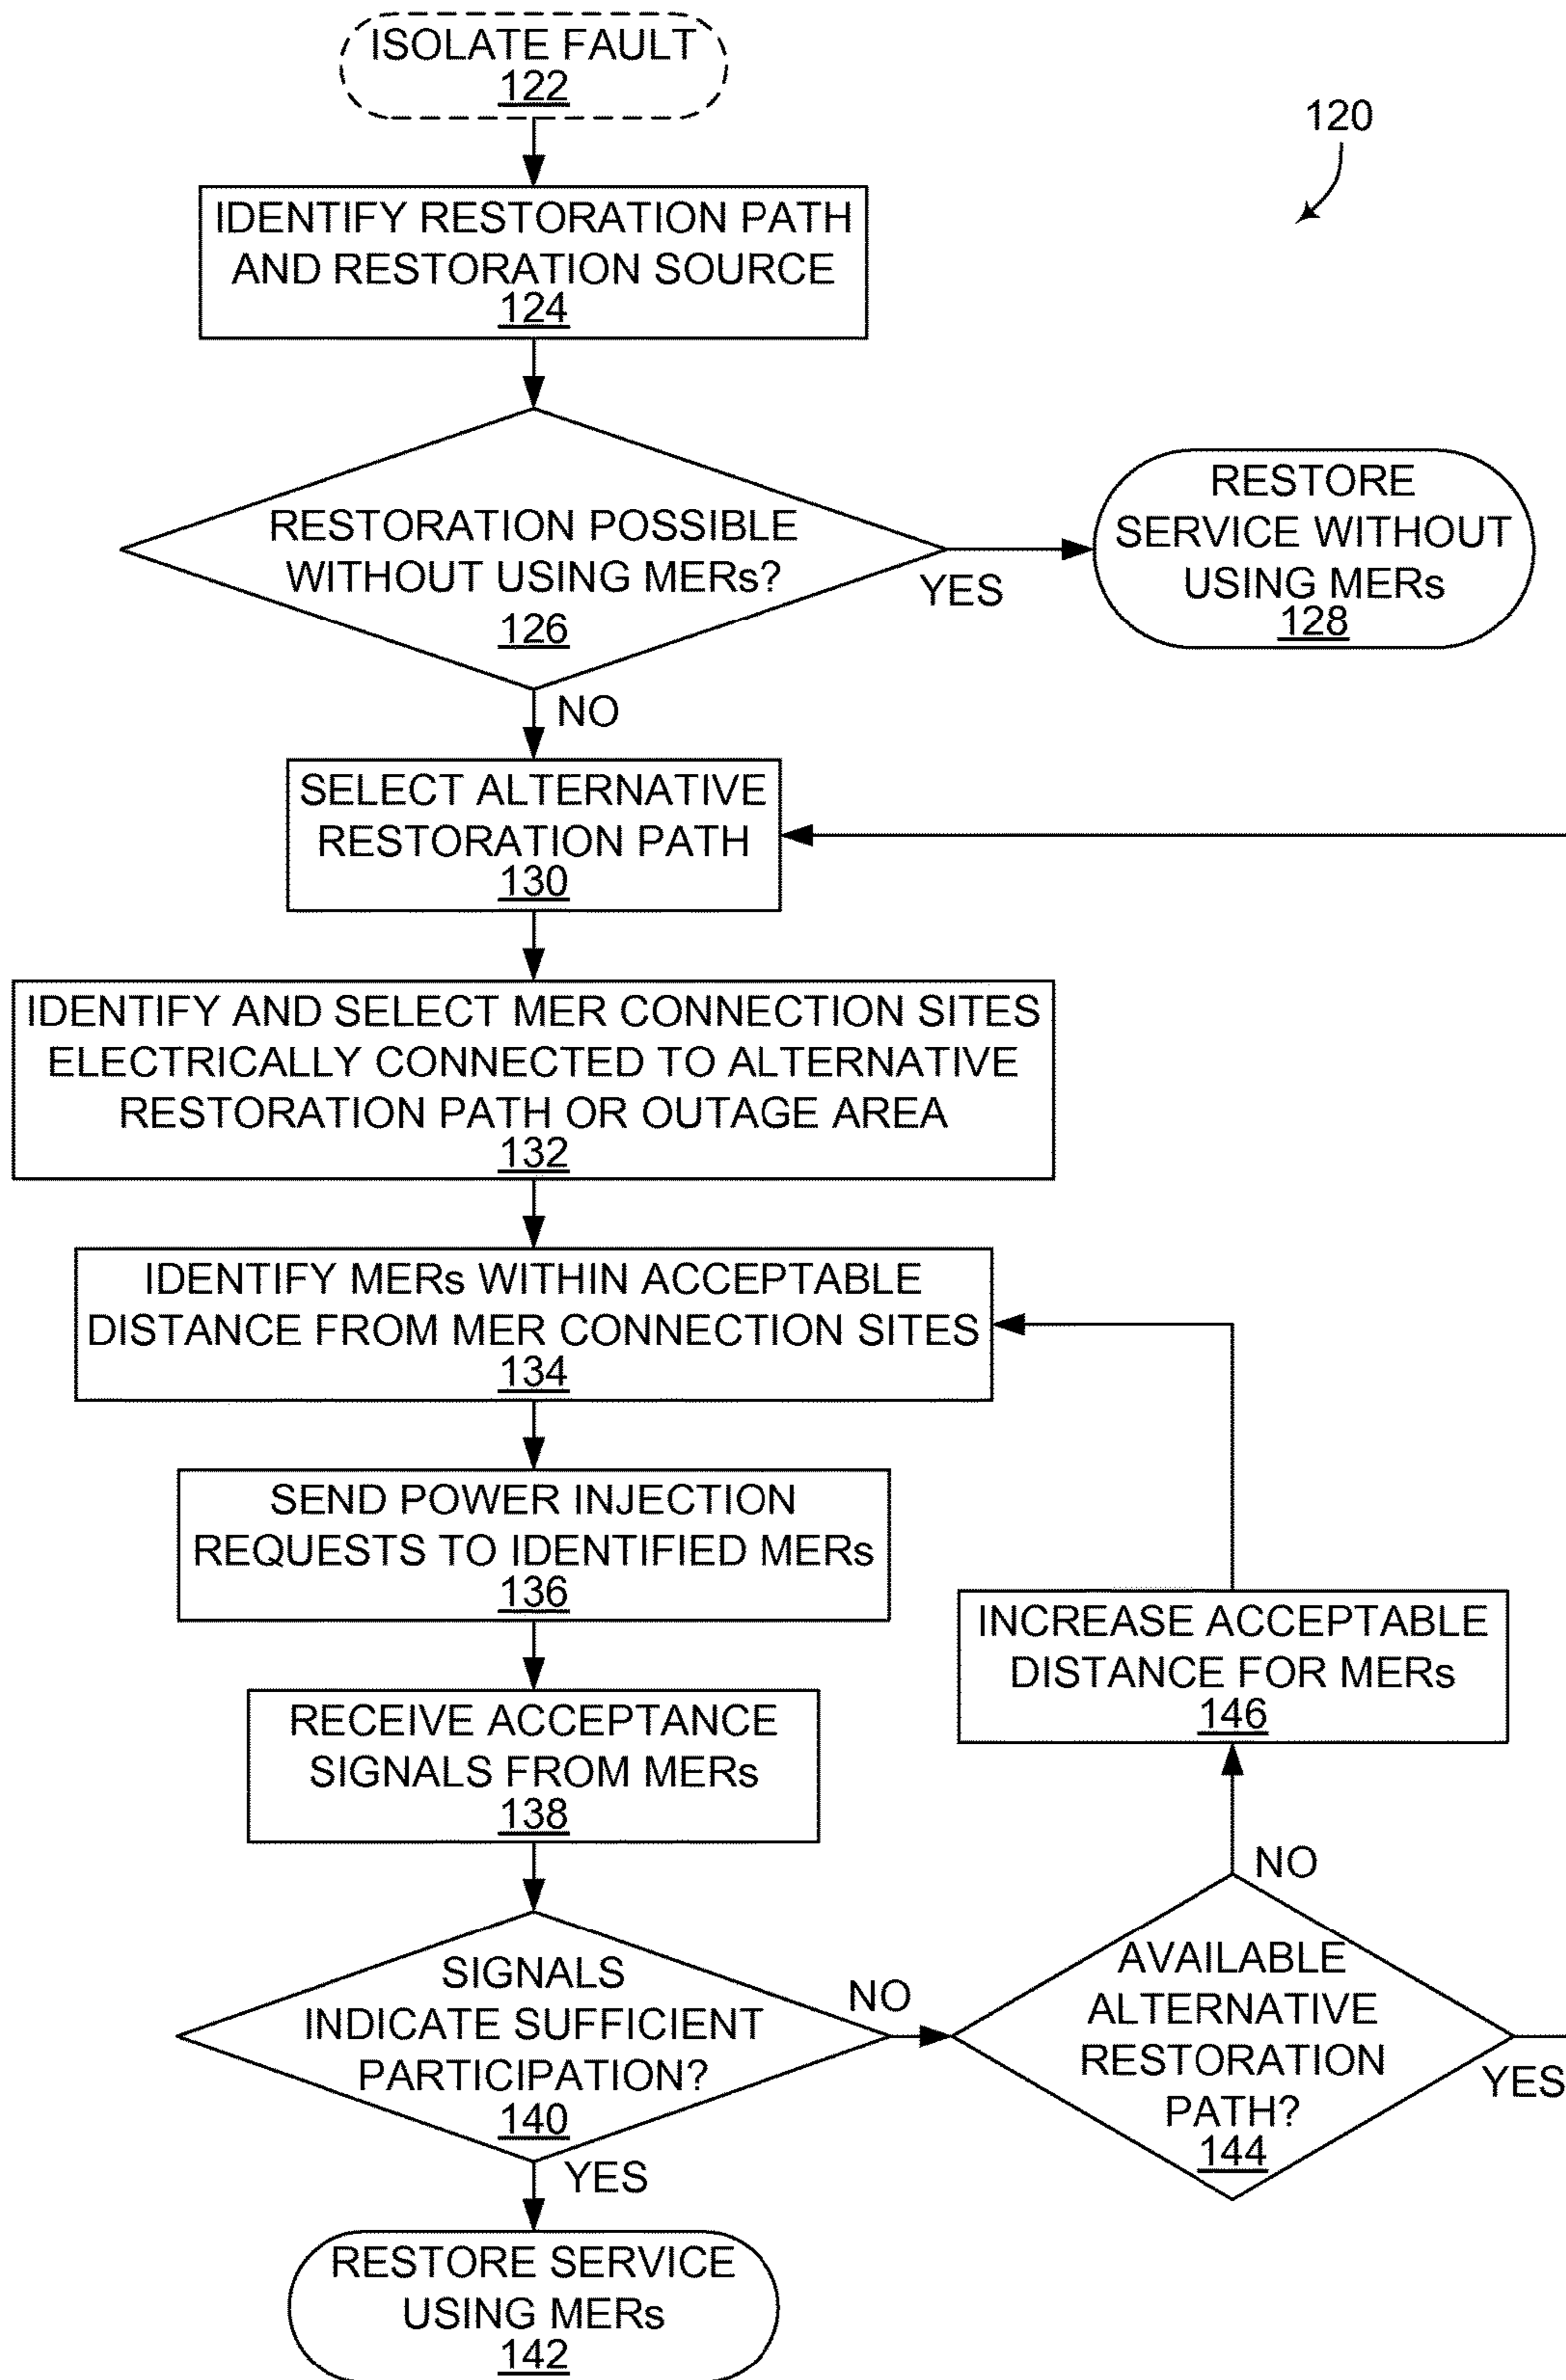 ISOLATE FAULT
122
120
IDENTIFY RESTORATION PATH
AND RESTORATION SOURCE
124
RESTORATION POSSIBLE
WITHOUT USING MERs?
126
YES
RESTORE
SERVICE WITHOUT
USING MERs
128
NO
SELECT ALTERNATIVE
RESTORATION PATH
130
IDENTIFY AND SELECT MER CONNECTION SITES
ELECTRICALLY CONNECTED TO ALTERNATIVE
RESTORATION PATH OR OUTAGE AREA
132
IDENTIFY MERs WITHIN ACCEPTABLE
DISTANCE FROM MER CONNECTION SITES
134
SEND POWER INJECTION
REQUESTS TO IDENTIFIED MERs
136
RECEIVE ACCEPTANCE
SIGNALS FROM MERs
138
SIGNALS
INDICATE SUFFICIENT
PARTICIPATION?
140
NO
AVAILABLE
ALTERNATIVE
RESTORATION
PATH?
144
YES
NO
INCREASE ACCEPTABLE
DISTANCE FOR MERs
146
YES
RESTORE SERVICE
USING MERs
142